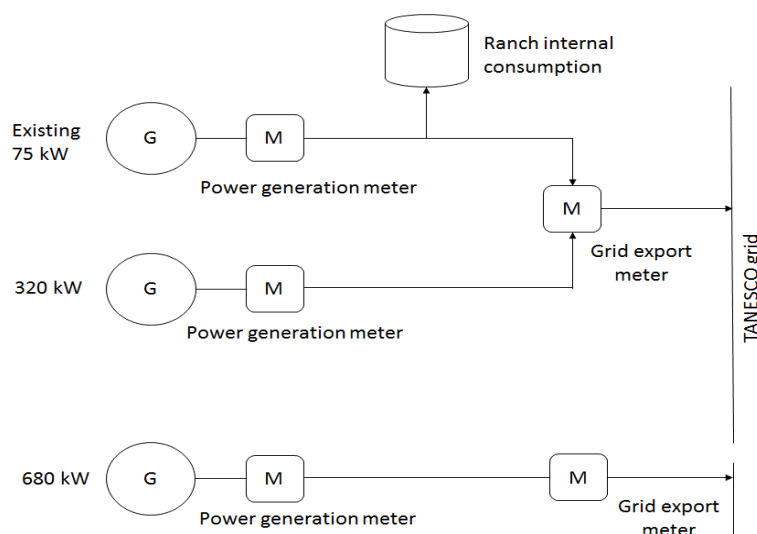 Ranch internal
consumption
Existing
75 kW
G
M
Power generation meter
M
Grid export
meter
320 kW
G
M
Power generation meter
TANESCO grid
680 kW
G
M
Power generation meter
M
Grid export
meter